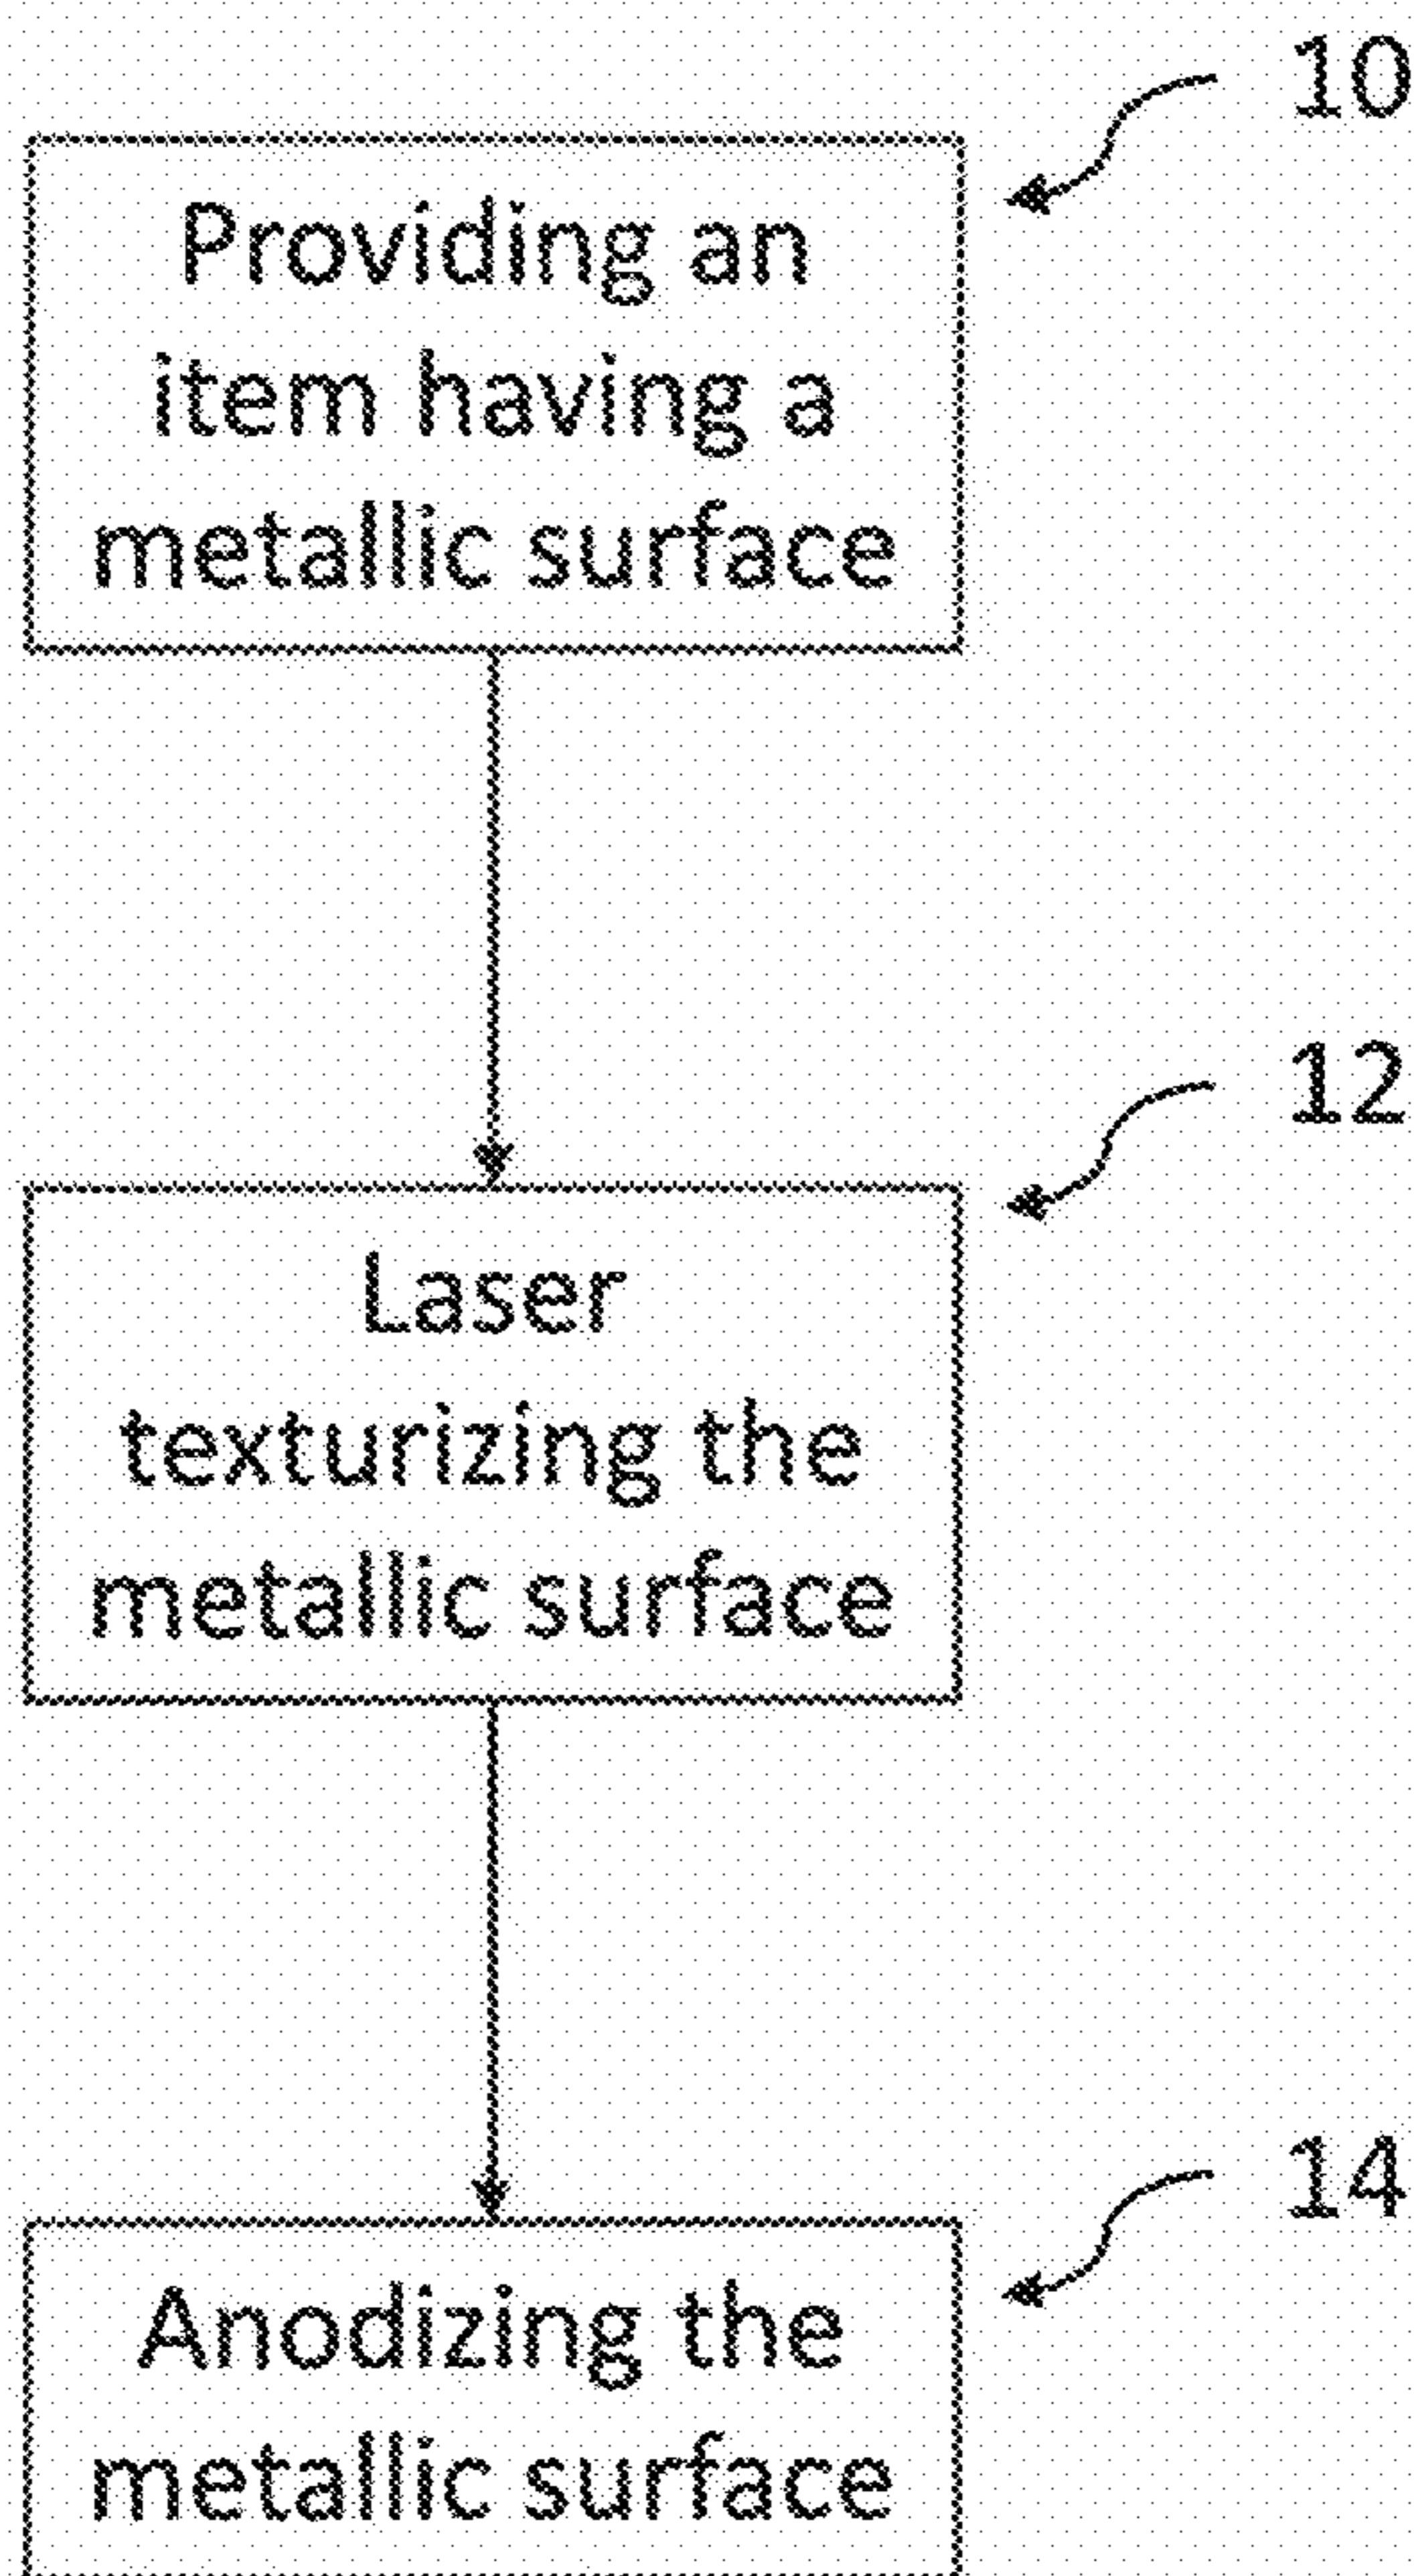 10
Providing an
item having a
metallic surface
12
Laser
texturizing the
metallic surface
14
Anodizing the
metallic surface